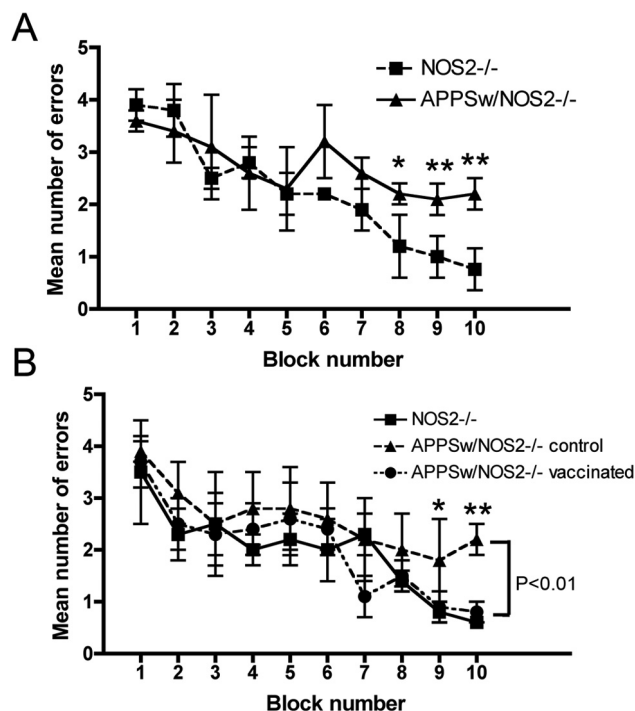 A
5
4
3
2
1
0
Mean number of errors
NOS2-/-
APPSw/NOS2-/-
* ** **
1 2 3 4 5 6 7 8 9 10
Block number
B
5
4
3
2
1
0
Mean number of errors
NOS2-/-
APPSw/NOS2-/- control
APPSw/NOS2-/- vaccinated
* **
P<0.01
1 2 3 4 5 6 7 8 9 10
Block number